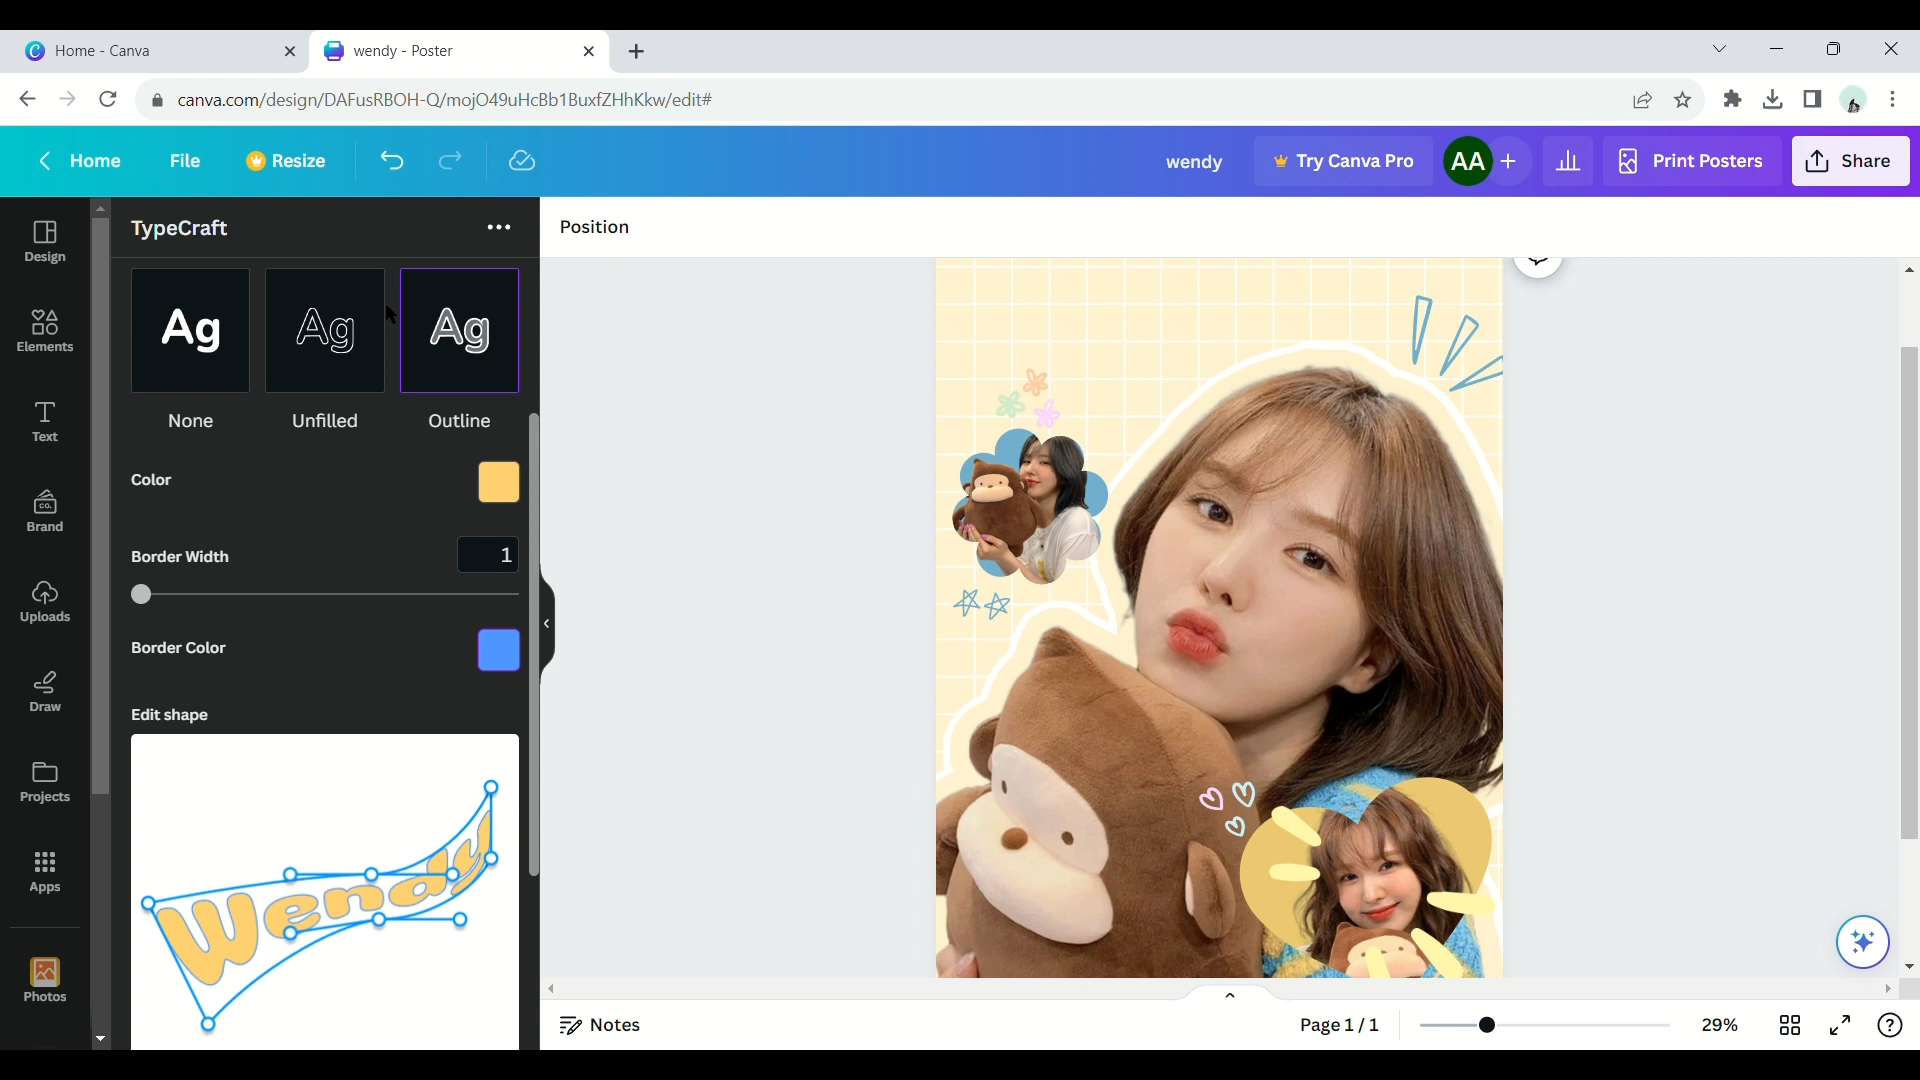 Home - Canva
wendy - Poster
canva.com/design/DAFusRBOH-Q/mojO49uHcBb1BuxfZHhKkw/edit#
Home
File
Resize
wendy
Try Canva Pro
AA
Print Posters
Share
Design
Elements
Text
Brand
Uploads
Draw
Projects
Apps
Photos
CO.
TypeCraft
Ag
Ag
Ag
None
Unfilled
Outline
Color
Border Width
1
Border Color
Edit shape
Wendy
Position
Notes
Page 1 / 1
29%